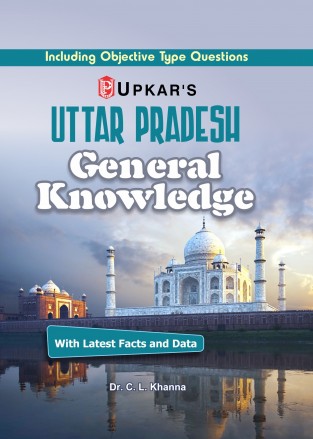 Including Objective Type Questions
UPKAR'S
UTTAR PRADESH
General
Knowledge
With Latest Facts and Data
Dr. C. L. Khanna